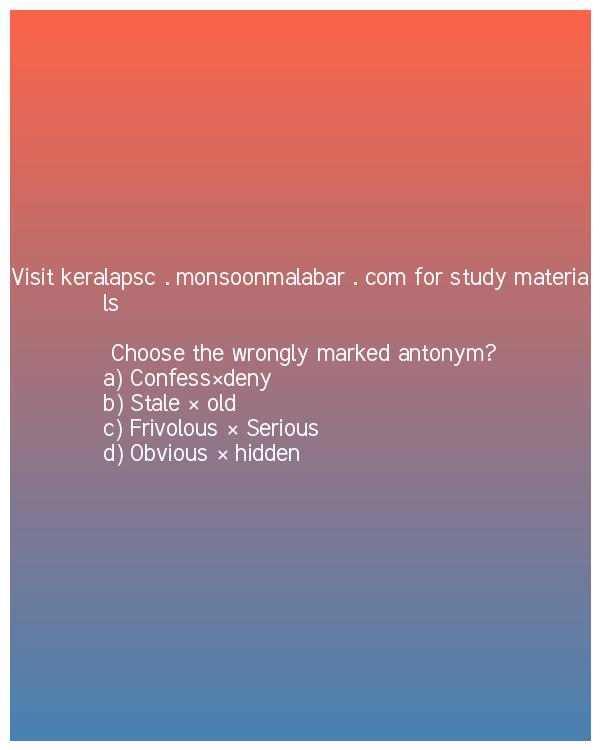 Visit keralapsc . monsoonmalabar . com for study materia
ls
Choose the wrongly marked antonym?
a) Confess×deny
b) Stale × old
c) Frivolous × Serious
d) Obvious × hidden